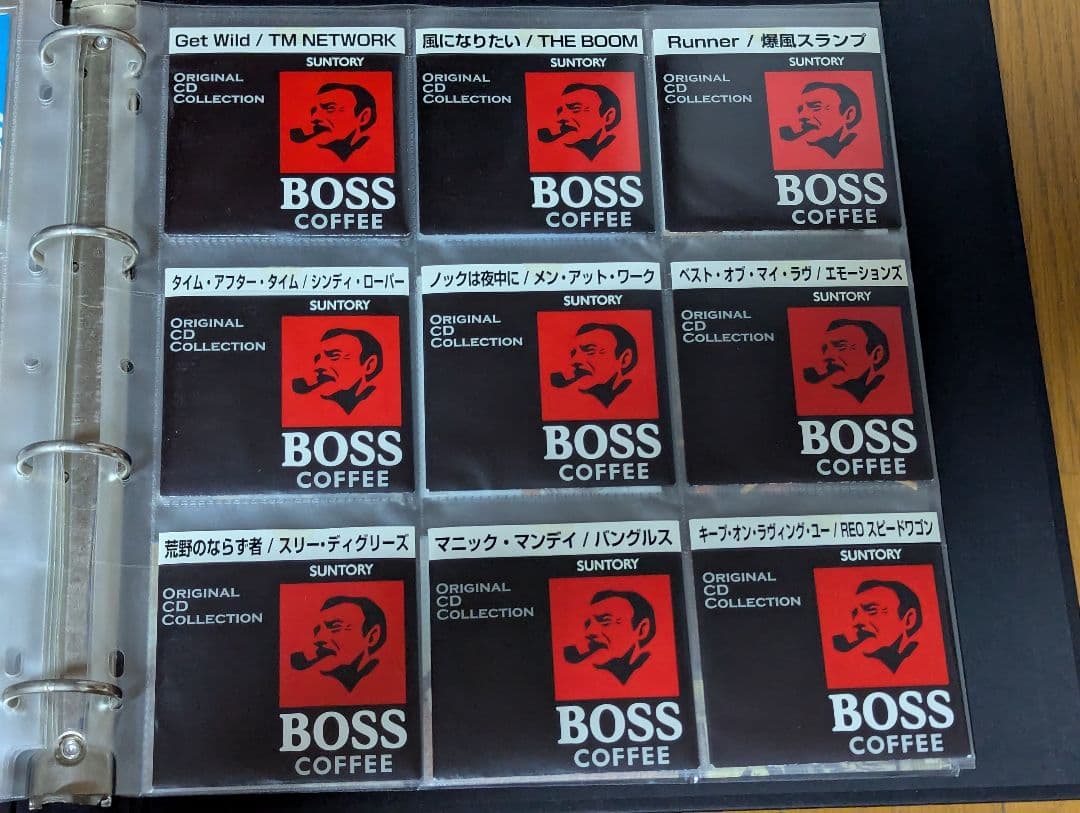 Get Wild / TM NETWORK
SUNTORY
ORIGINAL
CD
COLLECTION
BOSS
COFFEE
風になりたい / THE BOOM
SUNTORY
ORIGINAL
CD
COLLECTION
BOSS
COFFEE
Runner / 爆風スランプ
SUNTORY
ORIGINAL
CD
COLLECTION
BOSS
COFFEE
タイム・アフター・タイム / シンディ・ローパー
SUNTORY
ORIGINAL
CD
COLLECTION
BOSS
COFFEE
ノックは夜中に / メン・アット・ワーク
SUNTORY
ORIGINAL
CD
COLLECTION
BOSS
COFFEE
ベスト・オブ・マイ・ラヴ / エモーションズ
SUNTORY
ORIGINAL
CD
COLLECTION
BOSS
COFFEE
荒野のならず者 / スリー・ディグリーズ
SUNTORY
ORIGINAL
CD
COLLECTION
BOSS
COFFEE
マニック・マンデイ / バングルス
SUNTORY
ORIGINAL
CD
COLLECTION
BOSS
COFFEE
キープ・オン・ラヴィング・ユー / REO スピードワゴン
SUNTORY
ORIGINAL
CD
COLLECTION
BOSS
COFFEE